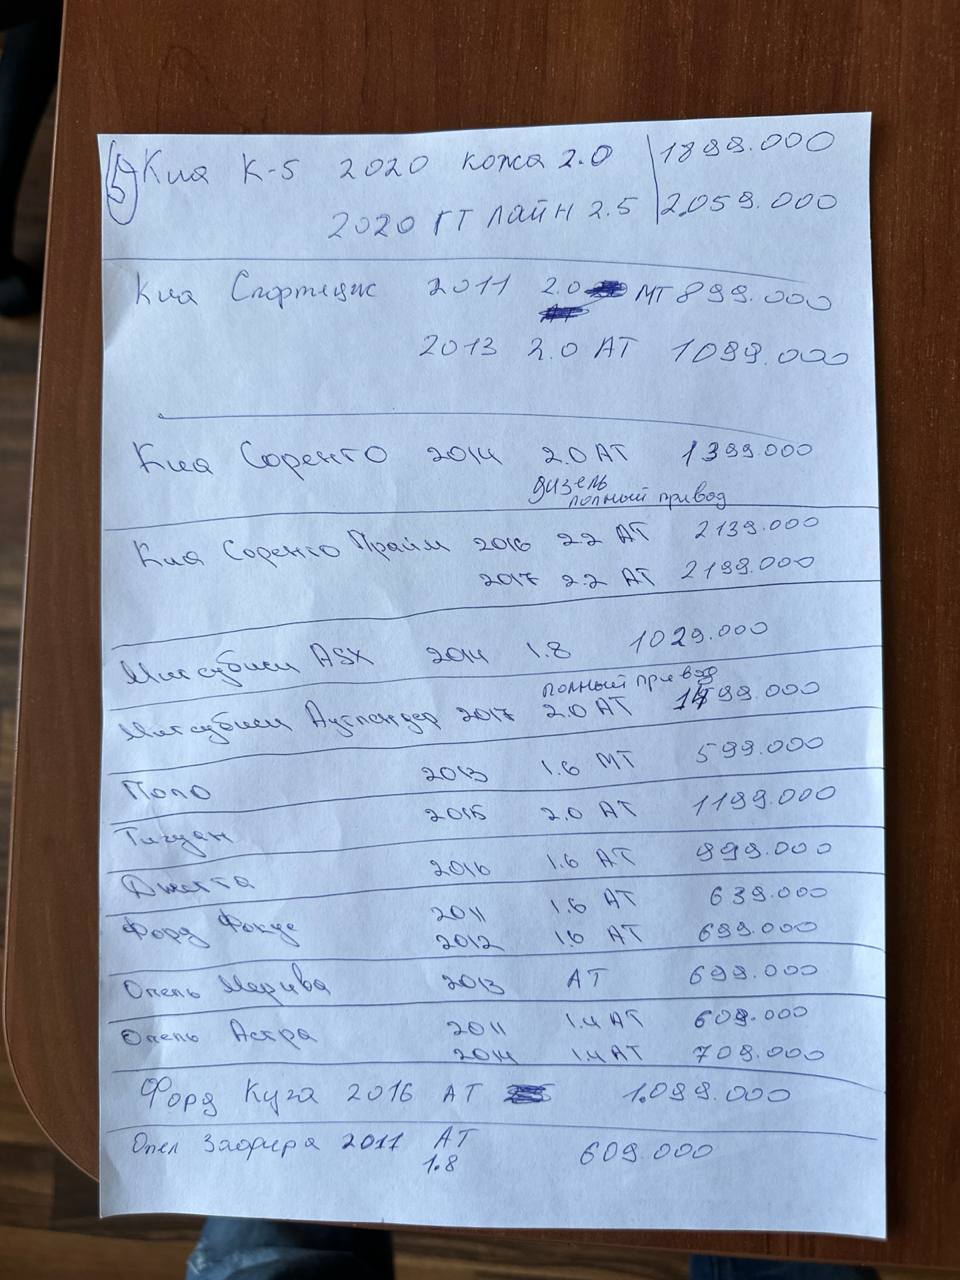 5 Киа К-5 2020 кожа 2.0 1899.000
2020 ГТ лайн 2.5 2.059.000
Киа Спортейдж 2011 2.0 МТ 899.000
2013 2.0 АТ 1099.000
Киа Соренто 2014 2.0 АТ 1399.000
дизель
полный привод
Киа Соренто Прайм 2016 2.2 АТ 2139.000
2017 2.2 АТ 2199.000
Митсубиси ASX 2014 1.8 1029.000
полный привод
Митсубиси Аутлендер 2017 2.0 АТ 1499.000
Поло 2013 1.6 МТ 599.000
Тигуан 2015 2.0 АТ 1199.000
Джетта 2016 1.6 АТ 999.000
Форд Фокус 2011 1.6 АТ 639.000
2012 1.6 АТ 699.000
Опель Мерива 2013 АТ 699.000
Опель Астра 2011 1.4 АТ 609.000
2014 1.4 АТ 709.000
Форд Куга 2016 АТ 1.099.000
Опел Зафира 2011 АТ 609.000
1.8